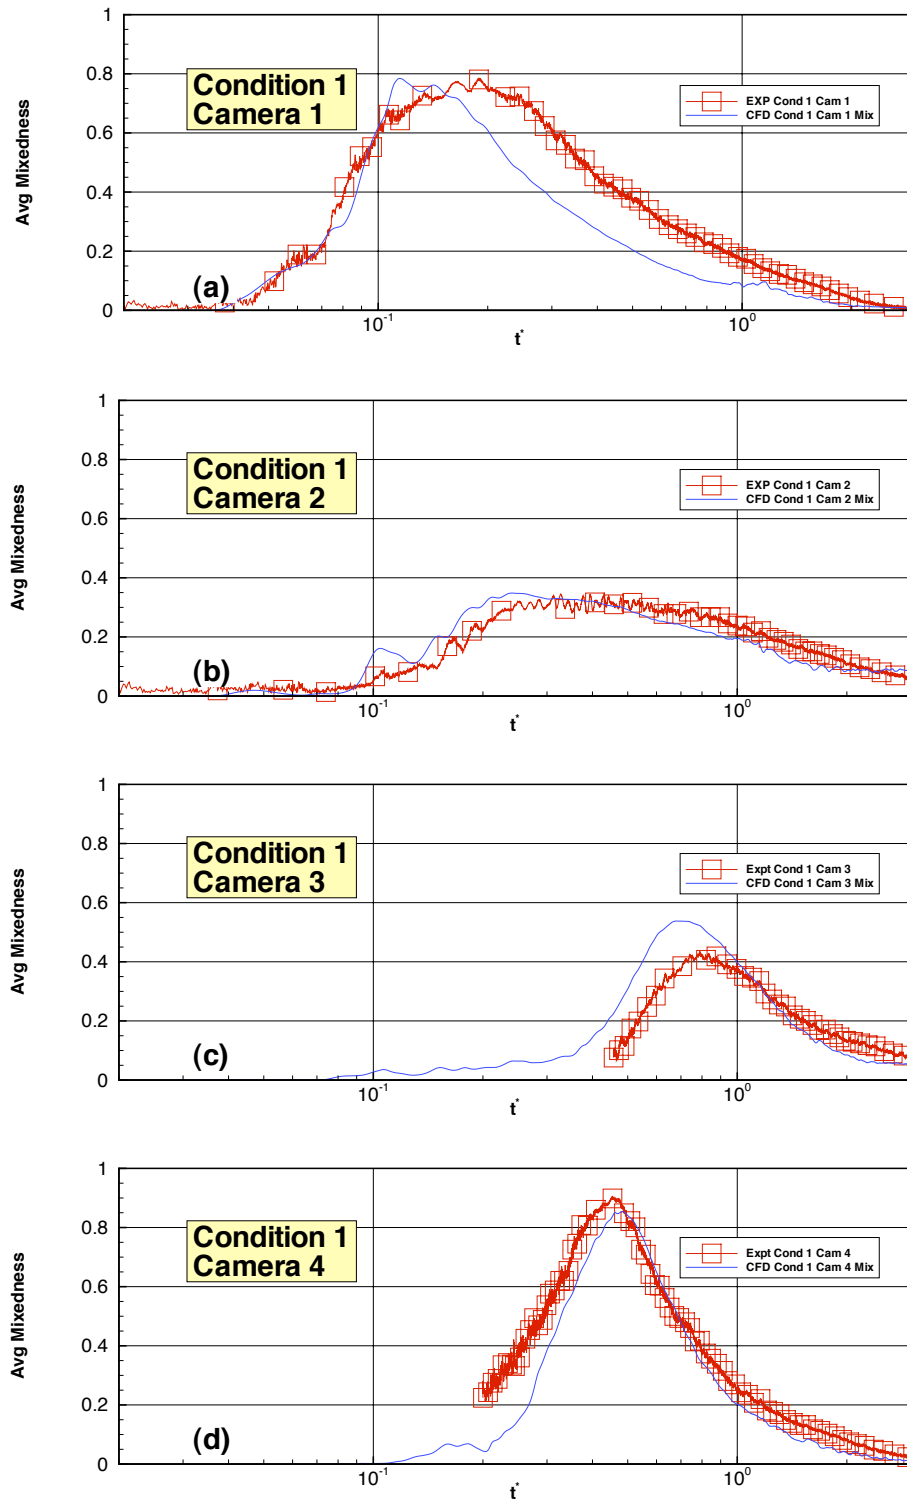 1
0.8
0.6
0.4
0.2
0
Avg Mixedness
Condition 1
Camera 1
EXP Cond 1 Cam 1
CFD Cond 1 Cam 1 Mix
(a)
10-1
100
t*
1
0.8
0.6
0.4
0.2
0
Avg Mixedness
Condition 1
Camera 2
EXP Cond 1 Cam 2
CFD Cond 1 Cam 2 Mix
(b)
10-1
100
t*
1
0.8
0.6
0.4
0.2
0
Avg Mixedness
Condition 1
Camera 3
Expt Cond 1 Cam 3
CFD Cond 1 Cam 3 Mix
(c)
10-1
100
t*
1
0.8
0.6
0.4
0.2
0
Avg Mixedness
Condition 1
Camera 4
Expt Cond 1 Cam 4
CFD Cond 1 Cam 4 Mix
(d)
10-1
100
t*